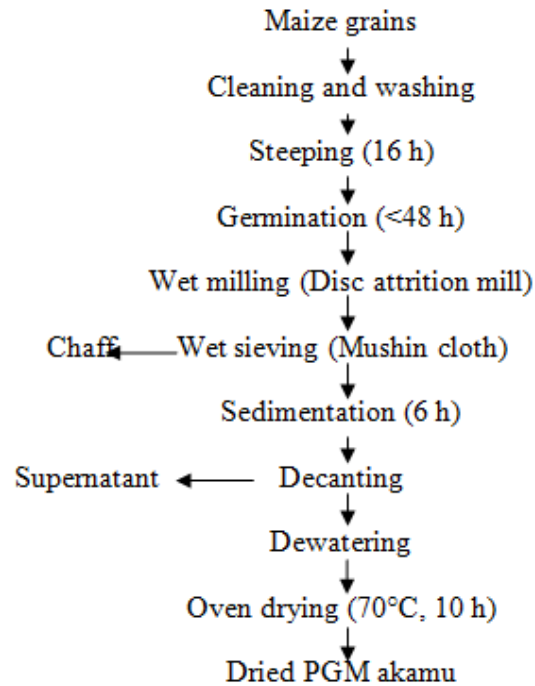 Maize grains
Cleaning and washing
Steeping (16 h)
Germination (<48 h)
Wet milling (Disc attrition mill)
Chaff Wet sieving (Mushin cloth)
Sedimentation (6 h)
Supernatant Decanting
Dewatering
Oven drying (70°C, 10 h)
Dried PGM akamu